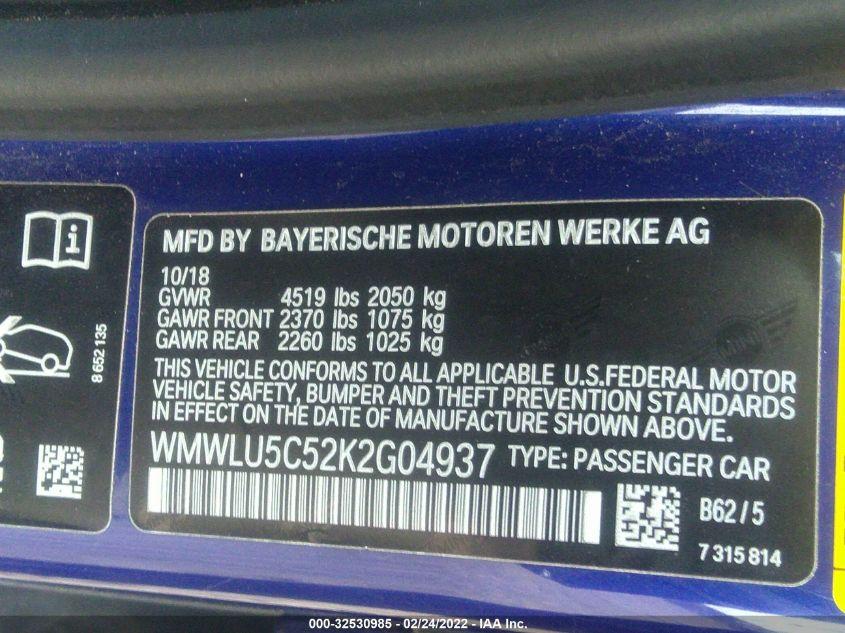 MFD BY BAYERISCHE MOTOREN WERKE AG
10/18
GVWR 4519 lbs 2050 kg
GAWR FRONT 2370 lbs 1075 kg
GAWR REAR 2260 lbs 1025 kg
THIS VEHICLE CONFORMS TO ALL APPLICABLE U.S.FEDERAL MOTOR
VEHICLE SAFETY, BUMPER AND THEFT PREVENTION STANDARDS
IN EFFECT ON THE DATE OF MANUFACTURE SHOWN ABOVE.
WMWLU5C52K2G04937 TYPE: PASSENGER CAR
B62/5
7 315 814
8 652 135
000-32530985 - 02/24/2022 - IAA Inc.